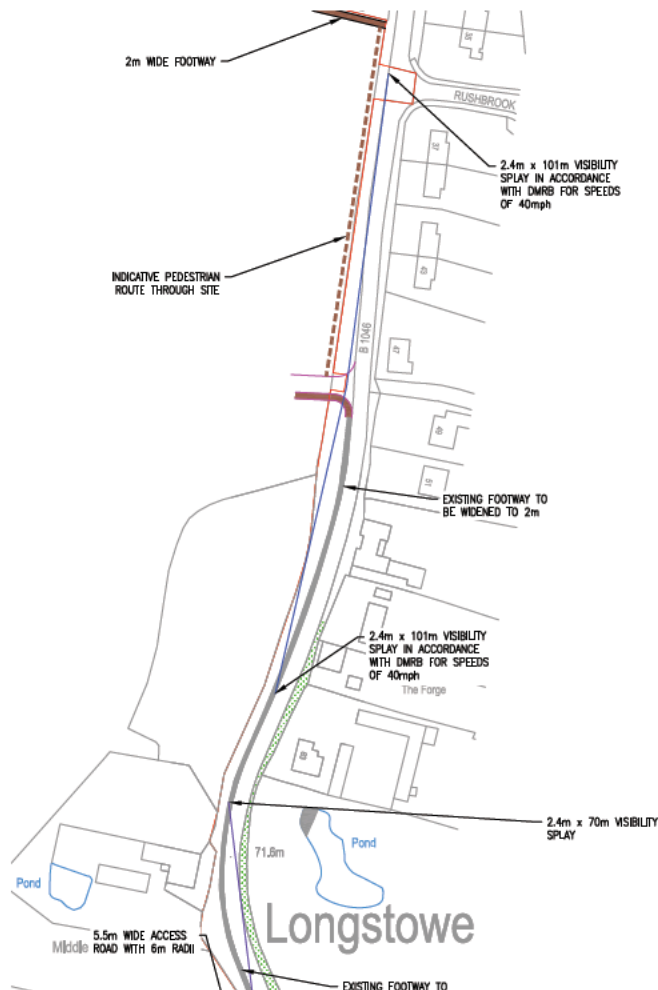 2m WIDE FOOTWAY
38
RUSHBROOK
37
2.4m x 101m VISIBILITY
SPLAY IN ACCORDANCE
WITH DMRB FOR SPEEDS
OF 40mph
43
INDICATIVE PEDESTRIAN
ROUTE THROUGH SITE
B 1046
47
49
51
EXISTING FOOTWAY TO
BE WIDENED TO 2m
2.4m x 101m VISIBILITY
SPLAY IN ACCORDANCE
WITH DMRB FOR SPEEDS
OF 40mph
The Forge
2.4m x 70m VISIBILITY
SPLAY
71.6m
Pond
Pond
Longstowe
Middle
5.5m WIDE ACCESS
ROAD WITH 6m RADII
EXISTING FOOTWAY TO